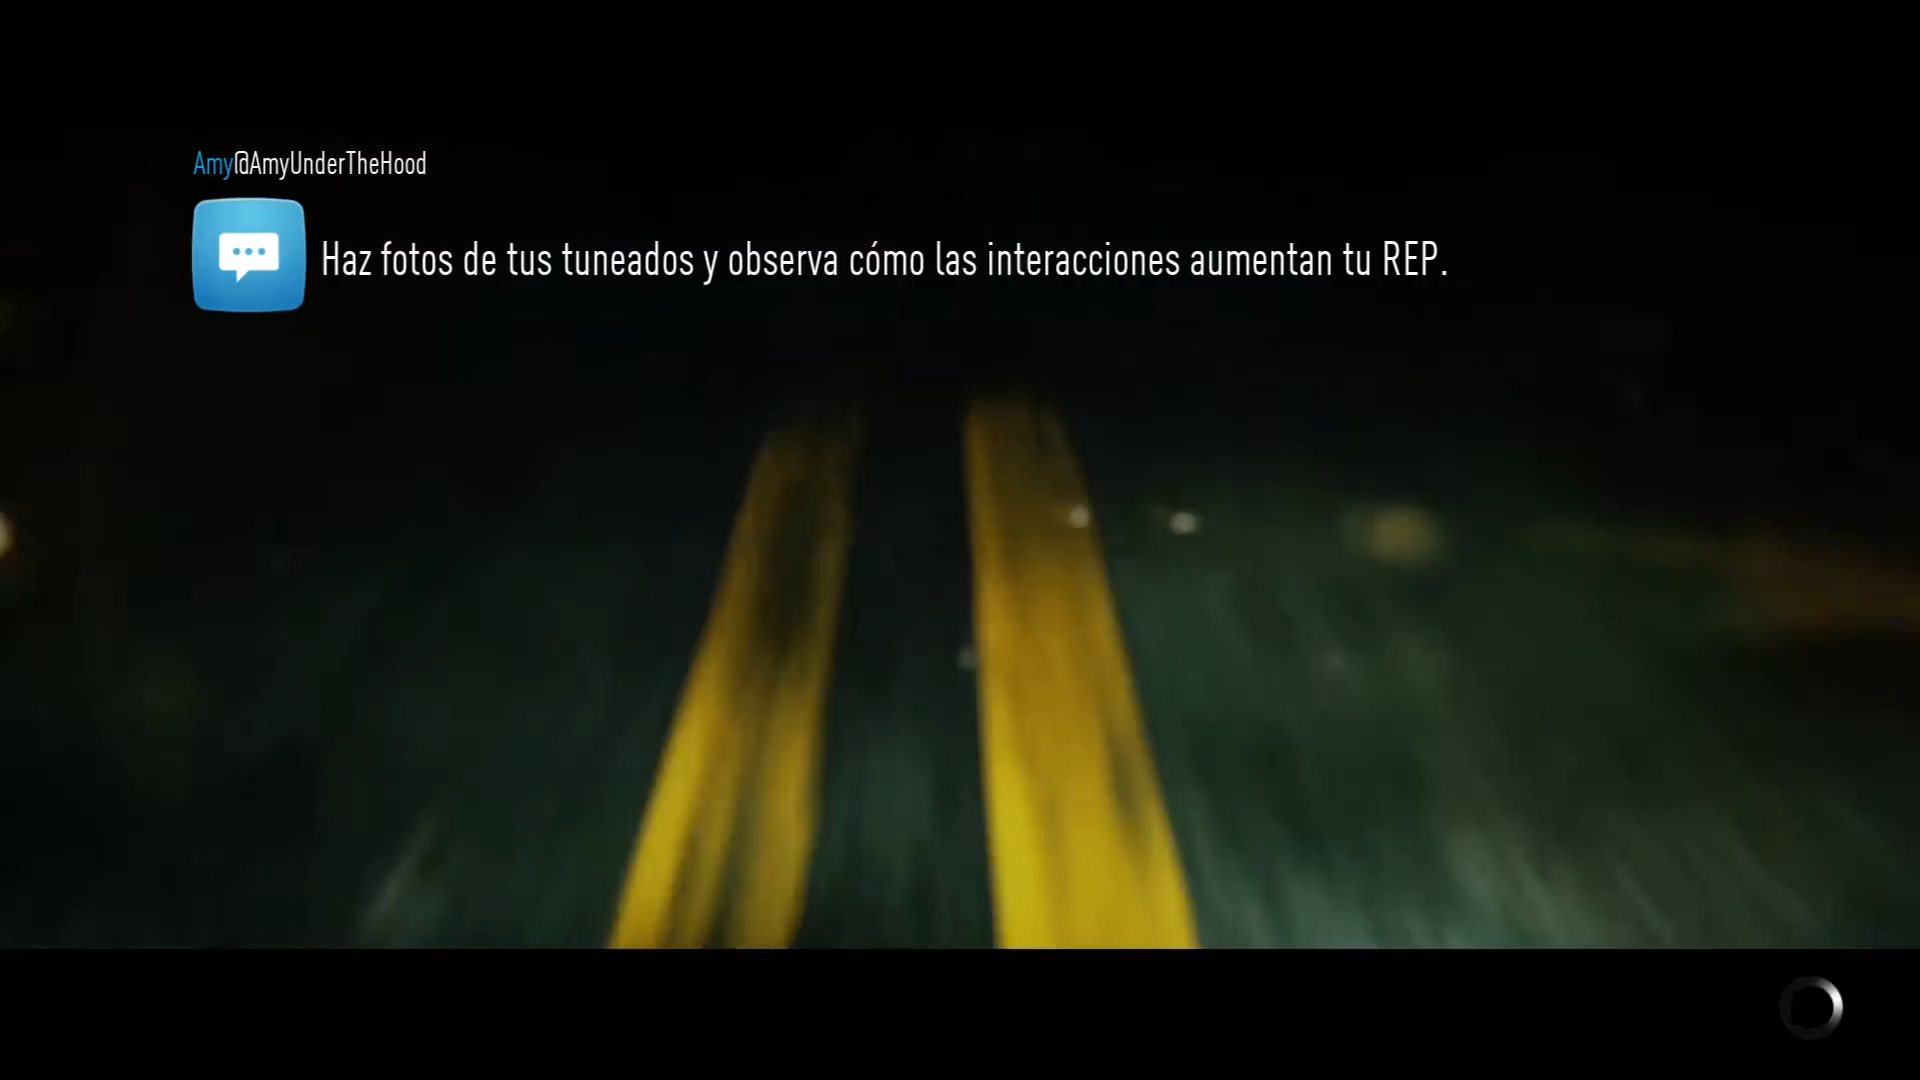 Amy@AmyUnderTheHood
Haz fotos de tus tuneados y observa cómo las interacciones aumentan tu REP.